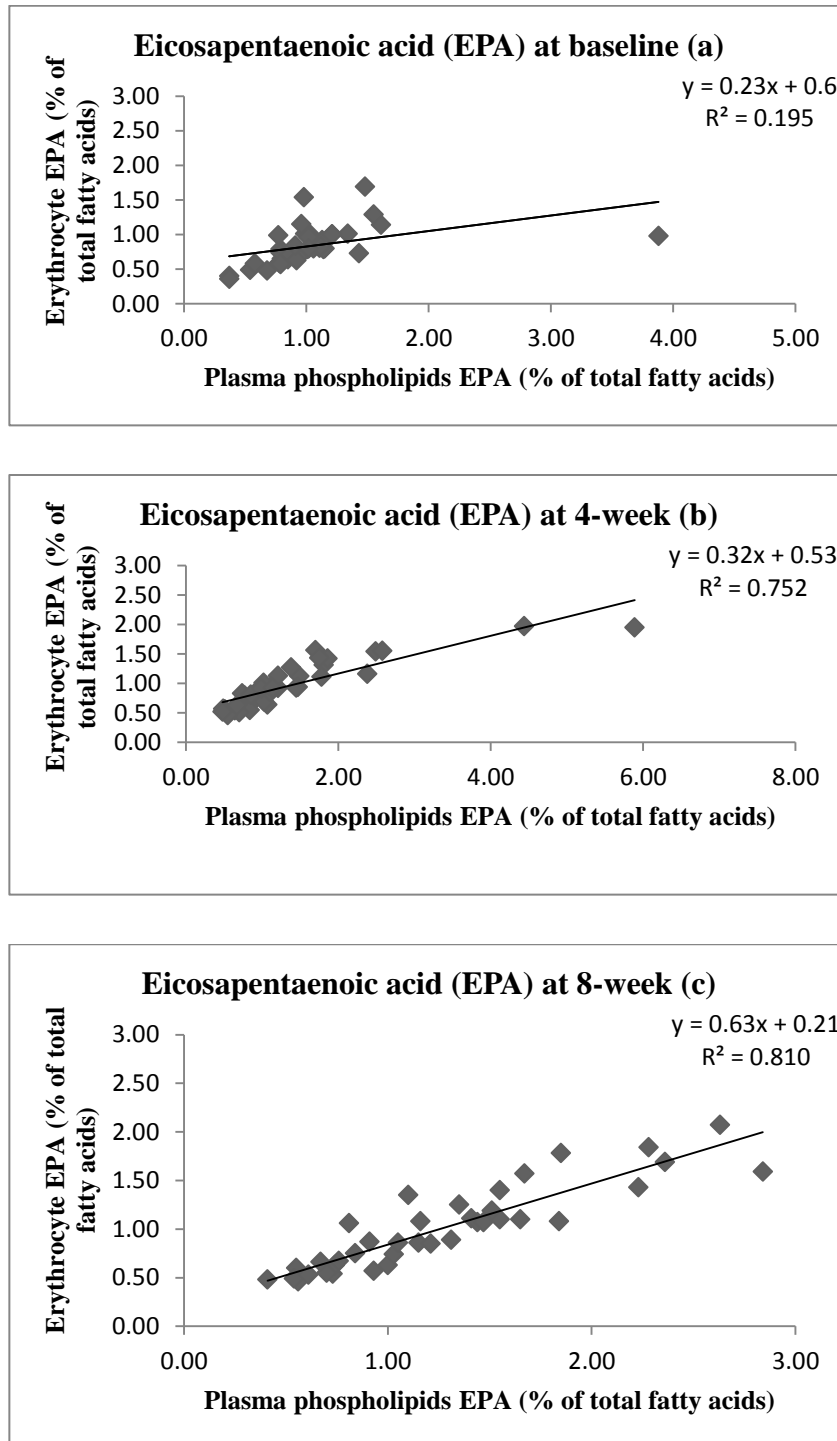 Eicosapentaenoic acid (EPA) at baseline (a)
y = 0.23x + 0.6
R² = 0.195
Erythrocyte EPA (% of
total fatty acids)
3.00
2.50
2.00
1.50
1.00
0.50
0.00
0.00 1.00 2.00 3.00 4.00 5.00
Plasma phospholipids EPA (% of total fatty acids)
Eicosapentaenoic acid (EPA) at 4-week (b)
y = 0.32x + 0.53
R² = 0.752
Erythrocyte EPA (% of
total fatty acids)
3.00
2.50
2.00
1.50
1.00
0.50
0.00
0.00 2.00 4.00 6.00 8.00
Plasma phospholipids EPA (% of total fatty acids)
Eicosapentaenoic acid (EPA) at 8-week (c)
y = 0.63x + 0.21
R² = 0.810
Erythrocyte EPA (% of total
fatty acids)
3.00
2.50
2.00
1.50
1.00
0.50
0.00
0.00 1.00 2.00 3.00
Plasma phospholipids EPA (% of total fatty acids)